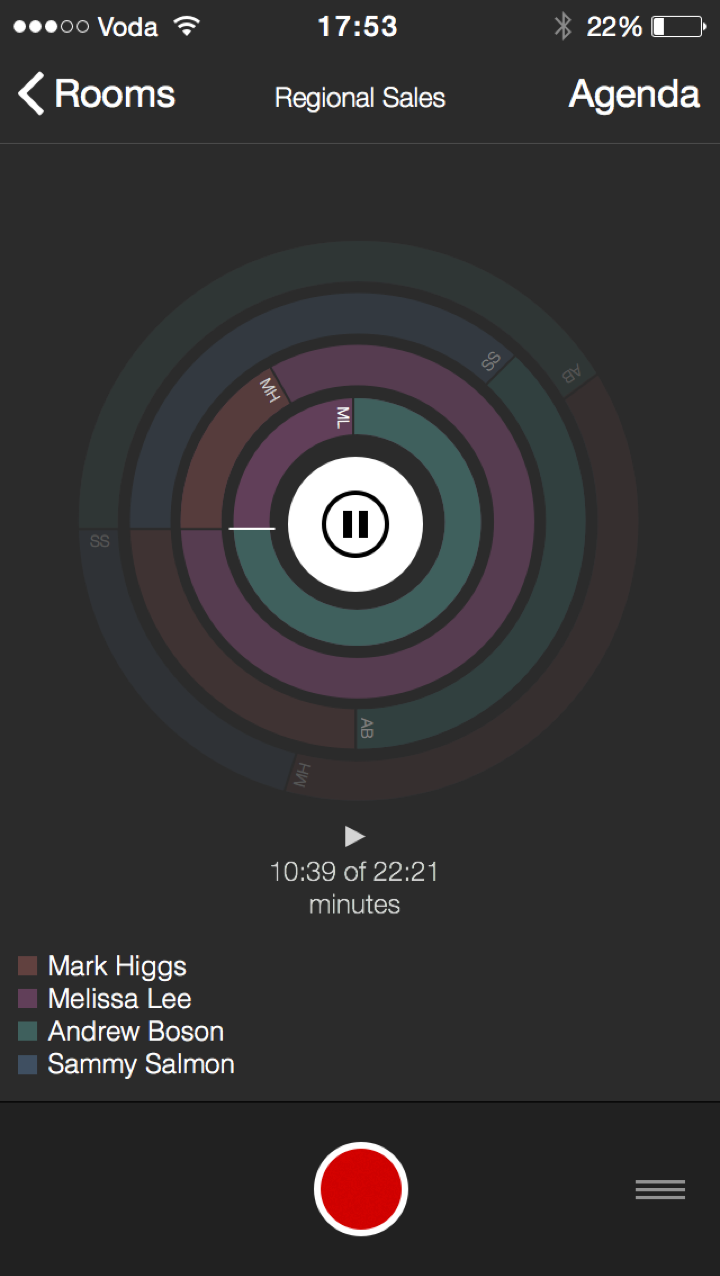 Voda 17:53 22%
Rooms Regional Sales Agenda
AB
SS
MH
ML
SS
AB
MH
10:39 of 22:21
minutes
Mark Higgs
Melissa Lee
Andrew Boson
Sammy Salmon